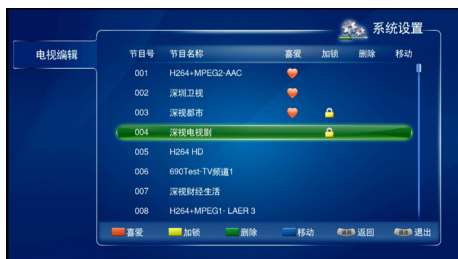 系统设置
电视编辑
节目号 节目名称 喜爱 加锁 删除 移动
001 H264+MPEG2-AAC
002 深圳卫视
003 深视都市
004 深视电视剧
005 H264 HD
006 690Test-TV频道1
007 深视财经生活
008 H264+MPEG1- LAER 3
喜爱 加锁 删除 移动 返回 退出